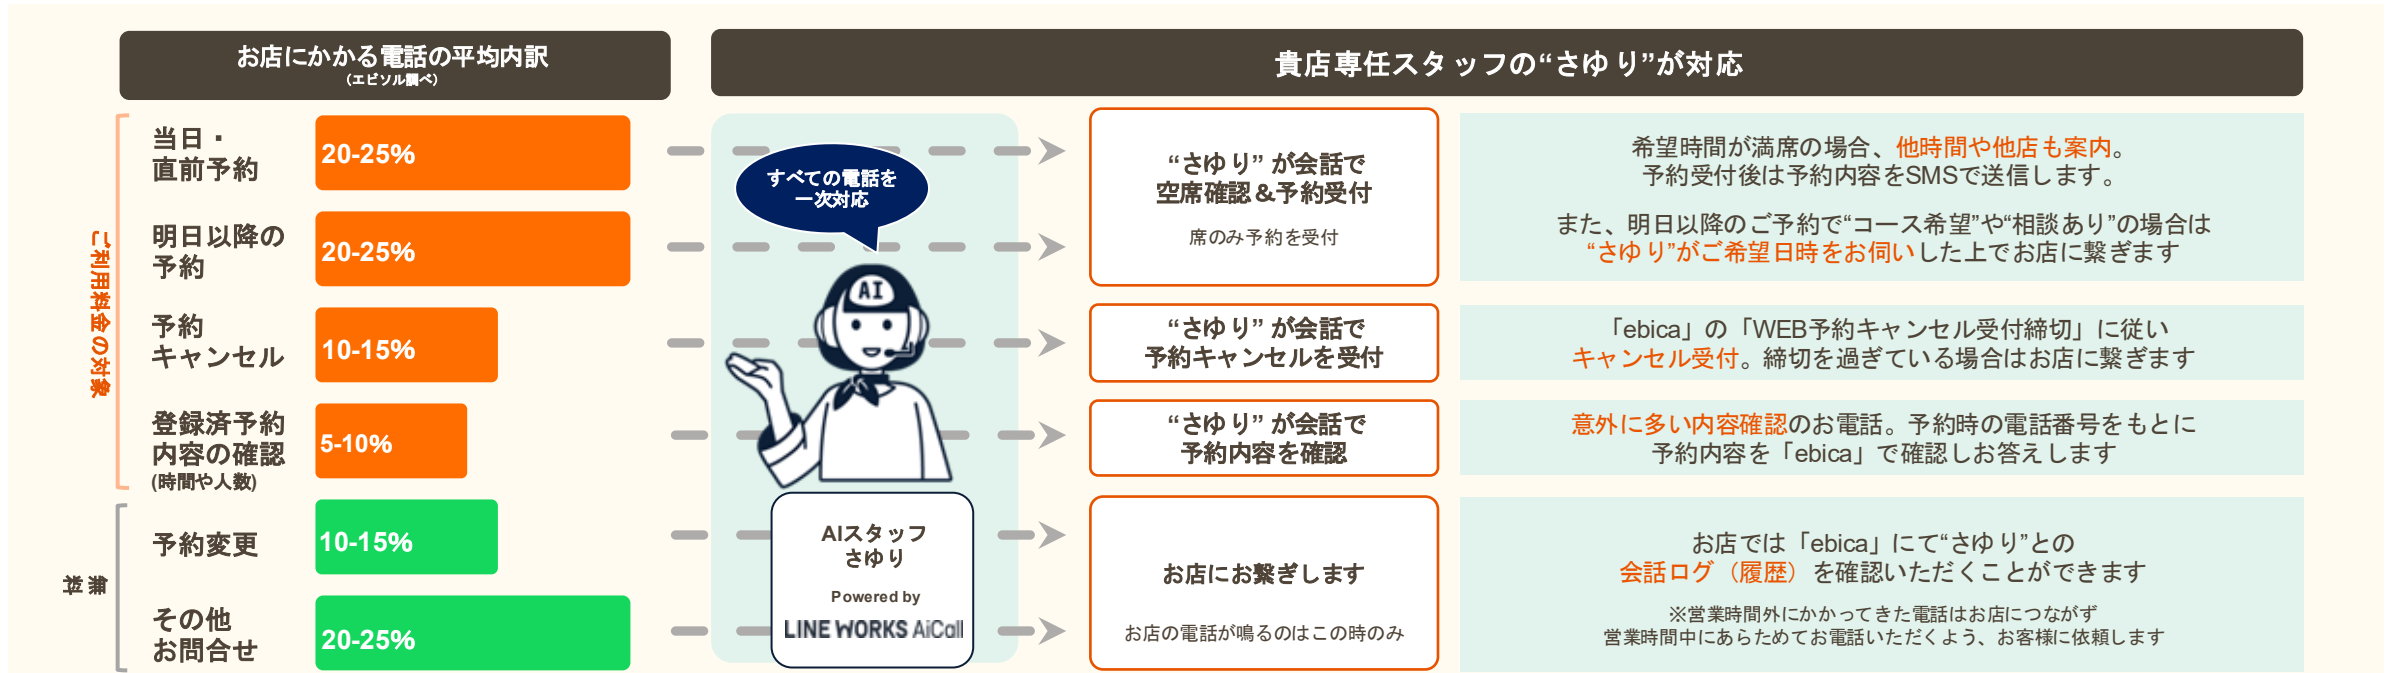 お店にかかる電話の平均内訳
（エビソル調べ）
貴店専任スタッフの“さゆり”が対応
ご利用料金の対象
当日・
直前予約
20-25%
明日以降の
予約
20-25%
予約
キャンセル
10-15%
登録済予約
内容の確認
(時間や人数)
5-10%
無料
予約変更
10-15%
その他
お問合せ
20-25%
すべての電話を
一次対応
AI
AIスタッフ
さゆり
Powered by
LINE WORKS AiCall
“さゆり” が会話で
空席確認＆予約受付
席のみ予約を受付
希望時間が満席の場合、他時間や他店も案内。
予約受付後は予約内容をSMSで送信します。
また、明日以降のご予約で“コース希望”や“相談あり”の場合は
“さゆり”がご希望日時をお伺いした上でお店に繋ぎます
“さゆり” が会話で
予約キャンセルを受付
「ebica」の「WEB予約キャンセル受付締切」に従い
キャンセル受付。締切を過ぎている場合はお店に繋ぎます
“さゆり” が会話で
予約内容を確認
意外に多い内容確認のお電話。予約時の電話番号をもとに
予約内容を「ebica」で確認しお答えします
お店にお繋ぎします
お店の電話が鳴るのはこの時のみ
お店では「ebica」にて“さゆり”との
会話ログ（履歴）を確認いただくことができます
※営業時間外にかかってきた電話はお店につながず
営業時間中にあらためてお電話いただくよう、お客様に依頼します